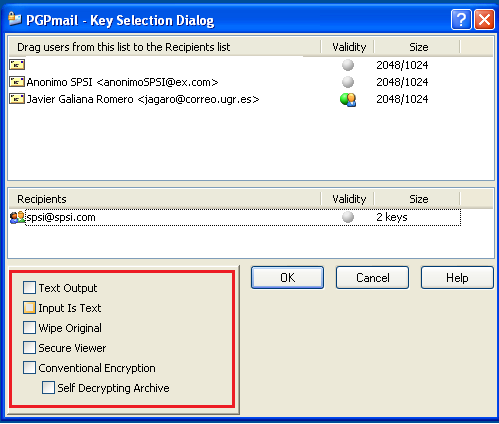 PGPmail - Key Selection Dialog
Drag users from this list to the Recipients list Validity Size
2048/1024
Anonimo SPSI <anonimoSPSI@ex.com> 2048/1024
Javier Galiana Romero <jagaro@correo.ugr.es> 2048/1024
Recipients Validity Size
spsi@spsi.com 2 keys
OK Cancel Help
Text Output
Input Is Text
Wipe Original
Secure Viewer
Conventional Encryption
Self Decrypting Archive